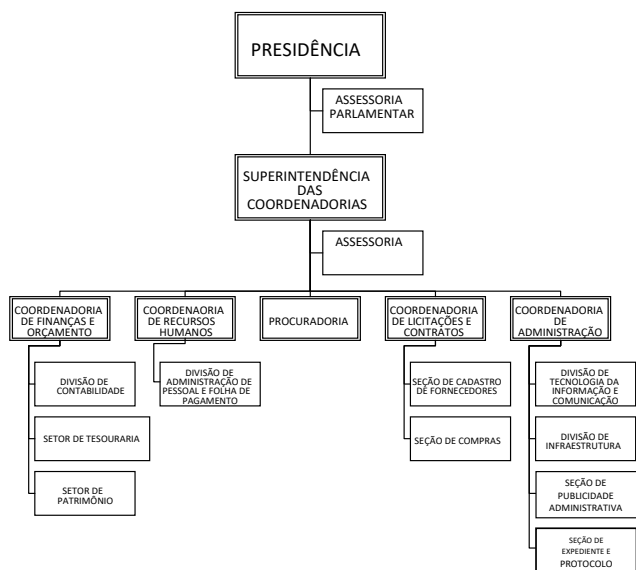 PRESIDÊNCIA
ASSESSORIA
PARLAMENTAR
SUPERINTENDÊNCIA
DAS
COORDENADORIAS
ASSESSORIA
COORDENADORIA
DE FINANÇAS E
ORÇAMENTO
COORDENAORIA
DE RECURSOS
HUMANOS
PROCURADORIA
COORDENADORIA
DE LICITAÇÕES E
CONTRATOS
COORDENADORIA
DE
ADMINISTRAÇÃO
DIVISÃO DE
CONTABILIDADE
DIVISÃO DE
ADMINISTRAÇÃO DE
PESSOAL E FOLHA DE
PAGAMENTO
SEÇÃO DE CADASTRO
DE FORNECEDORES
DIVISÃO DE
TECNOLOGIA DA
INFORMAÇÃO E
COMUNICAÇÃO
SETOR DE TESOURARIA
SEÇÃO DE COMPRAS
DIVISÃO DE
INFRAESTRUTURA
SETOR DE
PATRIMÔNIO
SEÇÃO DE
PUBLICIDADE
ADMINISTRATIVA
SEÇÃO DE
EXPEDIENTE E
PROTOCOLO